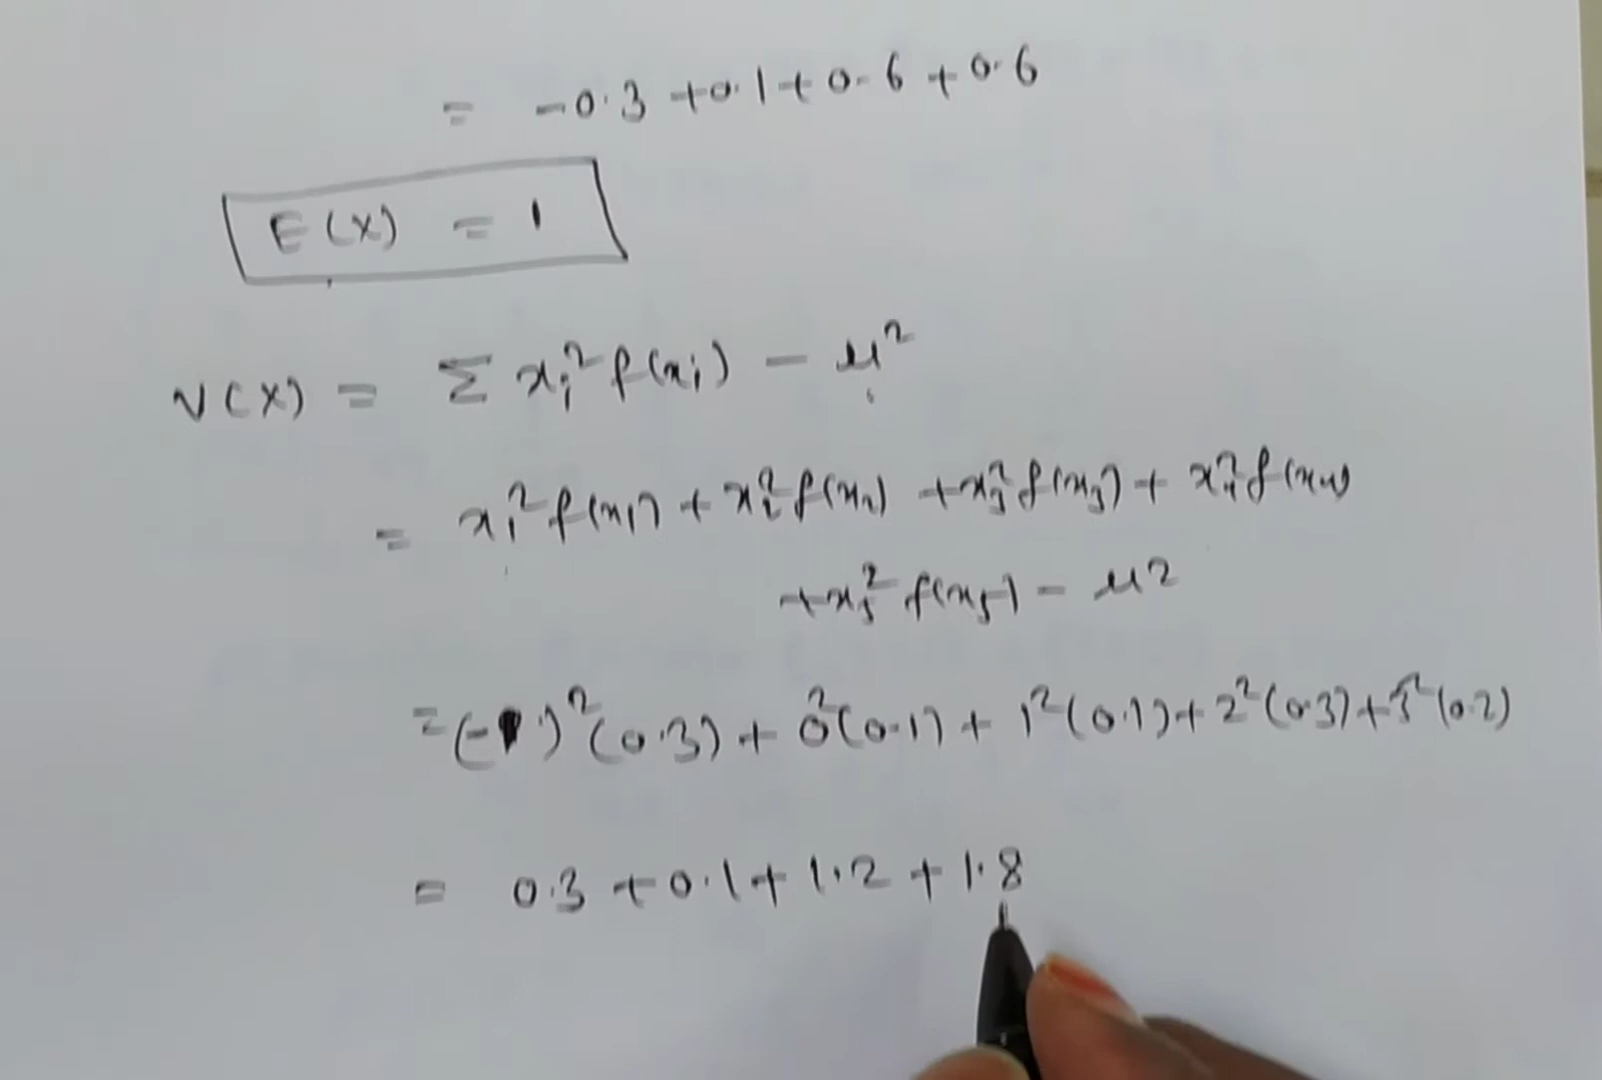 = -0.3 +0.1+0.6+0.6
E(X) = 1
V(X) = Σ xᵢ² f(xᵢ) - μ²
= x₁² f(x₁) + x₂² f(x₂) + x₃² f(x₃) + x₄² f(x₄)
+x₅² f(x₅) - μ²
=(-1)²(0.3) + 0²(0.1) + 1²(0.1)+2²(0.3)+3²(0.2)
= 0.3 +0.1+1.2+1.8